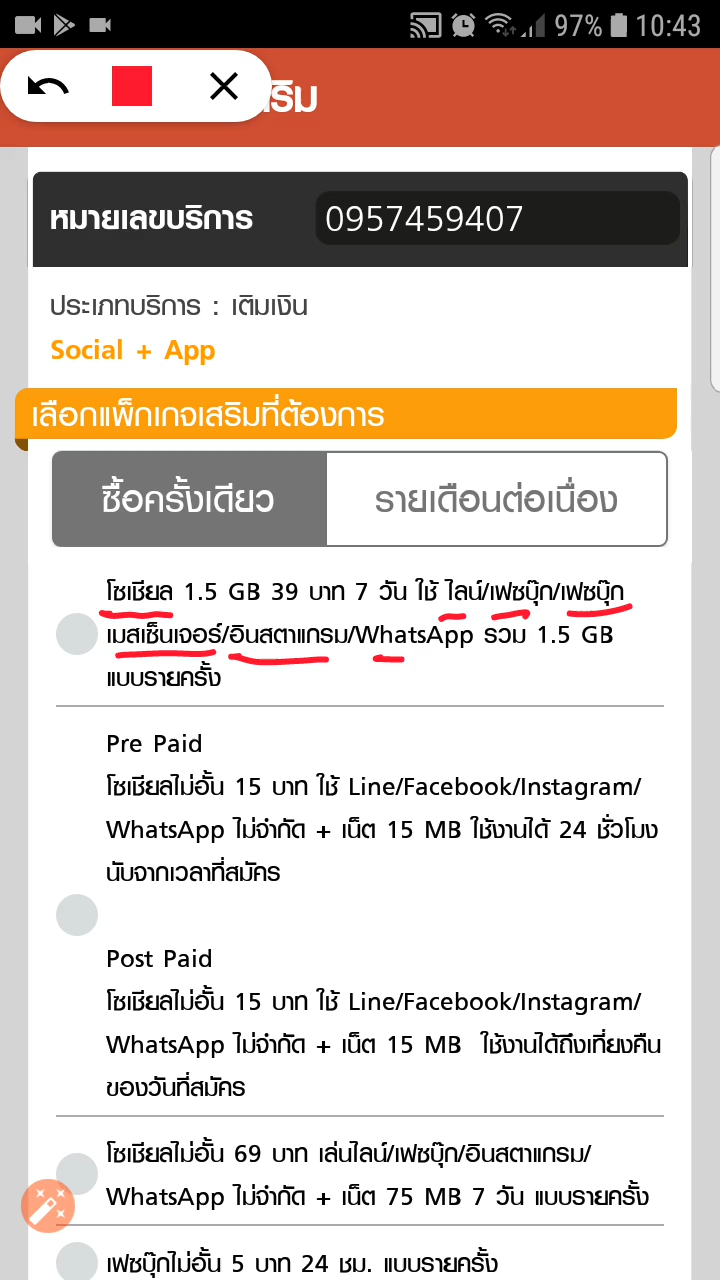 97% 10:43
ริม
หมายเลขบริการ 0957459407
ประเภทบริการ : เติมเงิน
Social + App
เลือกแพ็กเกจเสริมที่ต้องการ
ซื้อครั้งเดียว รายเดือนต่อเนื่อง
โซเชียล 1.5 GB 39 บาท 7 วัน ใช้ ไลน์/เฟซบุ๊ก/เฟซบุ๊ก
เมสเซ็นเจอร์/อินสตาแกรม/WhatsApp รวม 1.5 GB
แบบรายครั้ง
Pre Paid
โซเชียลไม่อั้น 15 บาท ใช้ Line/Facebook/Instagram/
WhatsApp ไม่จำกัด + เน็ต 15 MB ใช้งานได้ 24 ชั่วโมง
นับจากเวลาที่สมัคร
Post Paid
โซเชียลไม่อั้น 15 บาท ใช้ Line/Facebook/Instagram/
WhatsApp ไม่จำกัด + เน็ต 15 MB ใช้งานได้ถึงเที่ยงคืน
ของวันที่สมัคร
โซเชียลไม่อั้น 69 บาท เล่นไลน์/เฟซบุ๊ก/อินสตาแกรม/
WhatsApp ไม่จำกัด + เน็ต 75 MB 7 วัน แบบรายครั้ง
เฟซบุ๊กไม่อั้น 5 บาท 24 ชม. แบบรายครั้ง